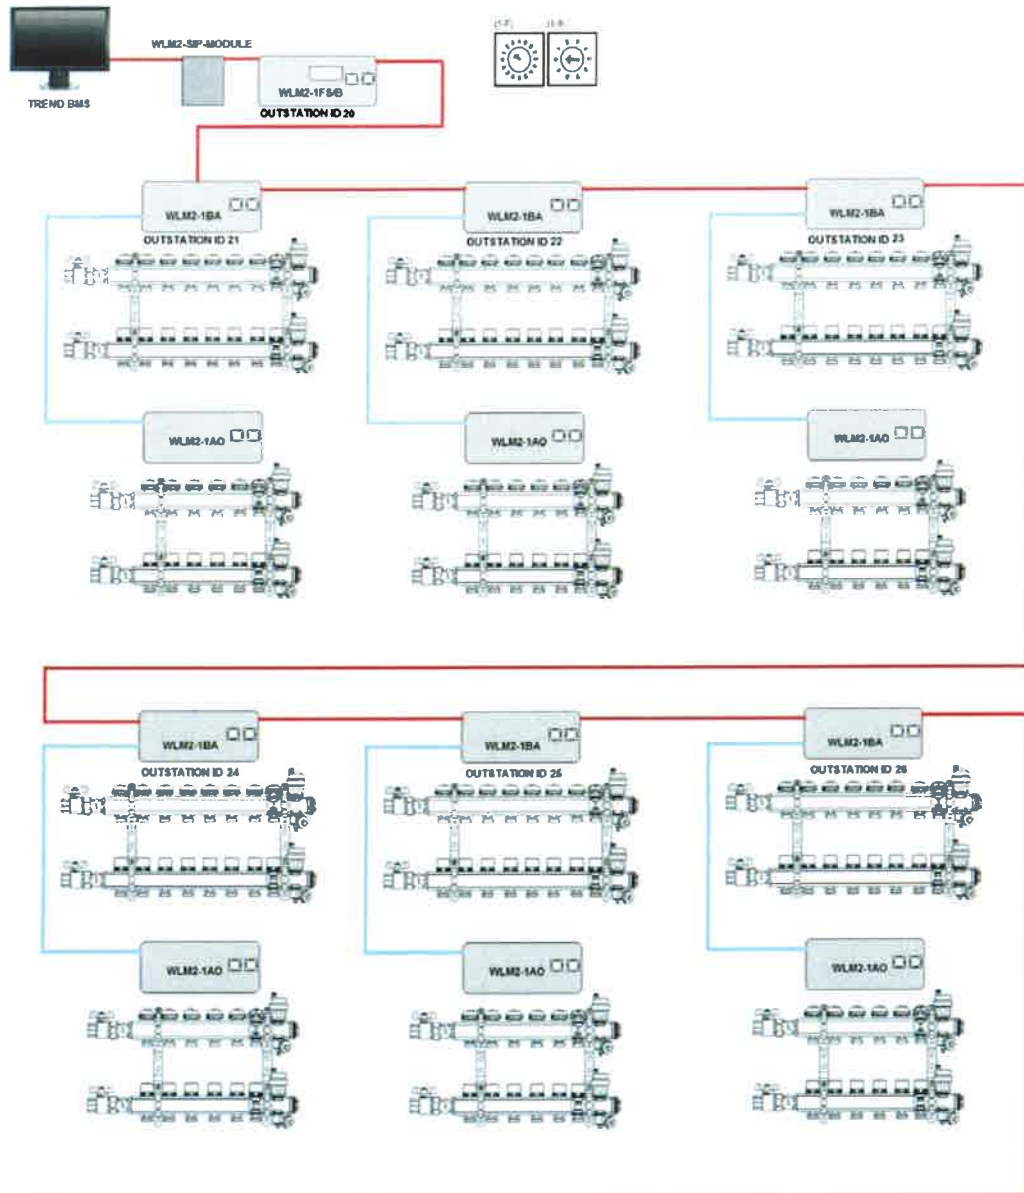 WLM2-SIP-MODULE
TREND BMS
WLM2-1FS/B
OUTSTATION ID 20
WLM2-1BA
WLM2-1BA
WLM2-1BA
OUTSTATION ID 21
OUTSTATION ID 22
OUTSTATION ID 23
WLM2-1AO
WLM2-1AO
WLM2-1AO
WLM2-1BA
WLM2-1BA
WLM2-1BA
OUTSTATION ID 24
OUTSTATION ID 25
OUTSTATION ID 26
WLM2-1AO
WLM2-1AO
WLM2-1AO